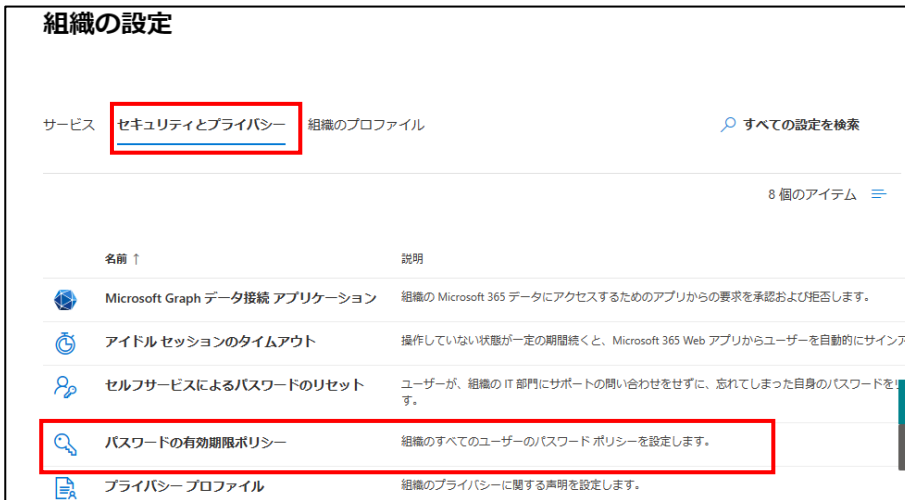 組織の設定
サービス セキュリティとプライバシー 組織のプロファイル すべての設定を検索
8 個のアイテム
名前 ↑ 説明
Microsoft Graph データ接続 アプリケーション 組織の Microsoft 365 データにアクセスするためのアプリからの要求を承認および拒否します。
アイドル セッションのタイムアウト 操作していない状態が一定の期間続くと、Microsoft 365 Web アプリからユーザーを自動的にサインア
セルフサービスによるパスワードのリセット ユーザーが、組織の IT 部門にサポートの問い合わせをせずに、忘れてしまった自身のパスワードを
す。
パスワードの有効期限ポリシー 組織のすべてのユーザーのパスワード ポリシーを設定します。
プライバシー プロファイル 組織のプライバシーに関する声明を設定します。